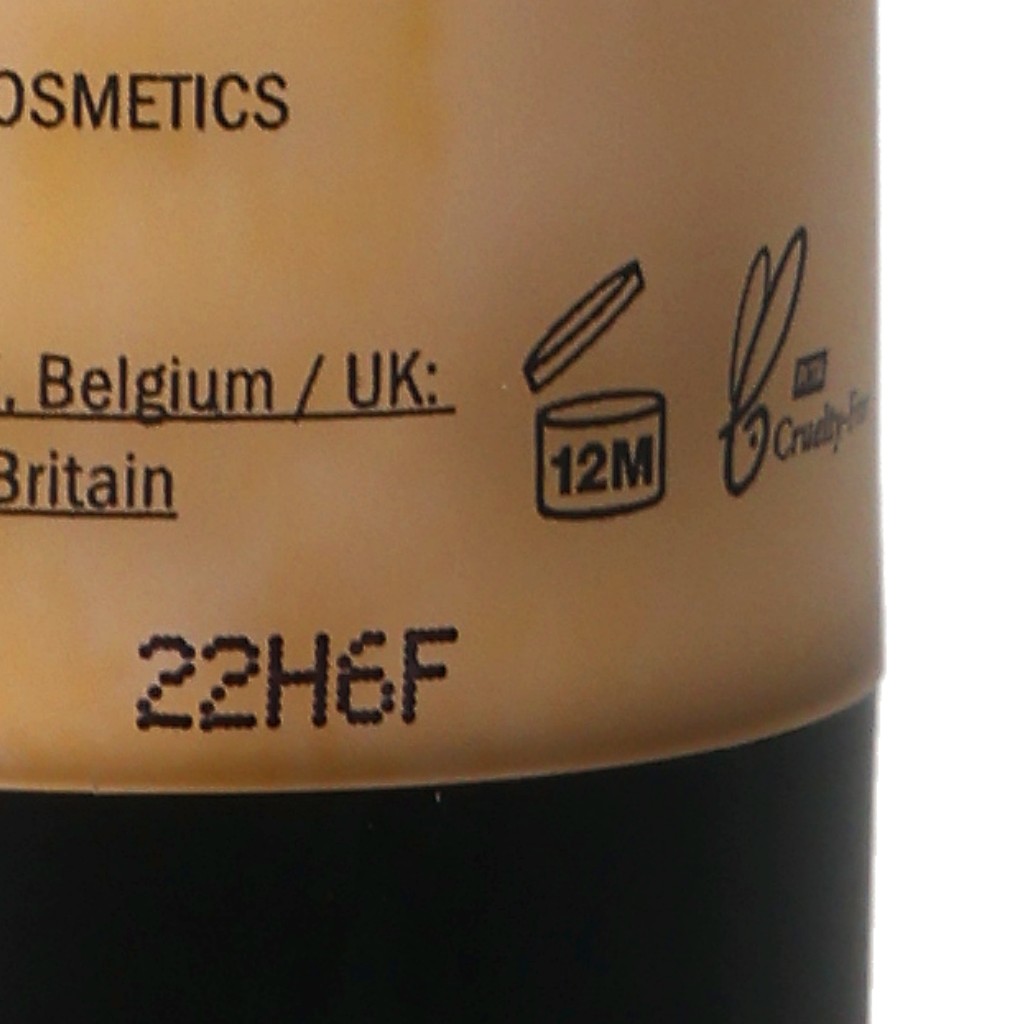 OSMETICS
, Belgium / UK:
Britain
12M
Cruelty-Free
22H6F